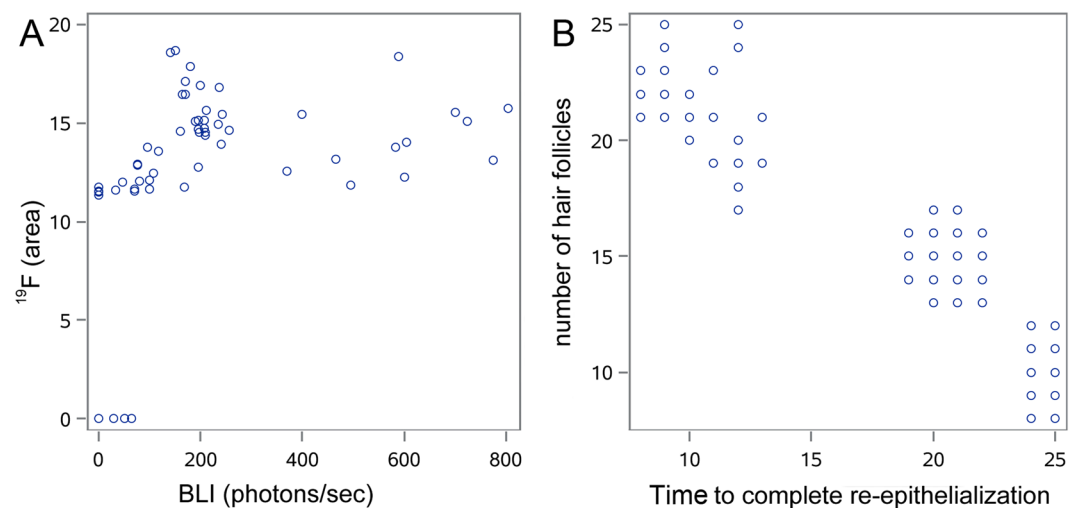 A
20
15
10
5
0
¹⁹F (area)
0 200 400 600 800
BLI (photons/sec)
B
25
20
15
10
number of hair follicles
10 15 20 25
Time to complete re-epithelialization